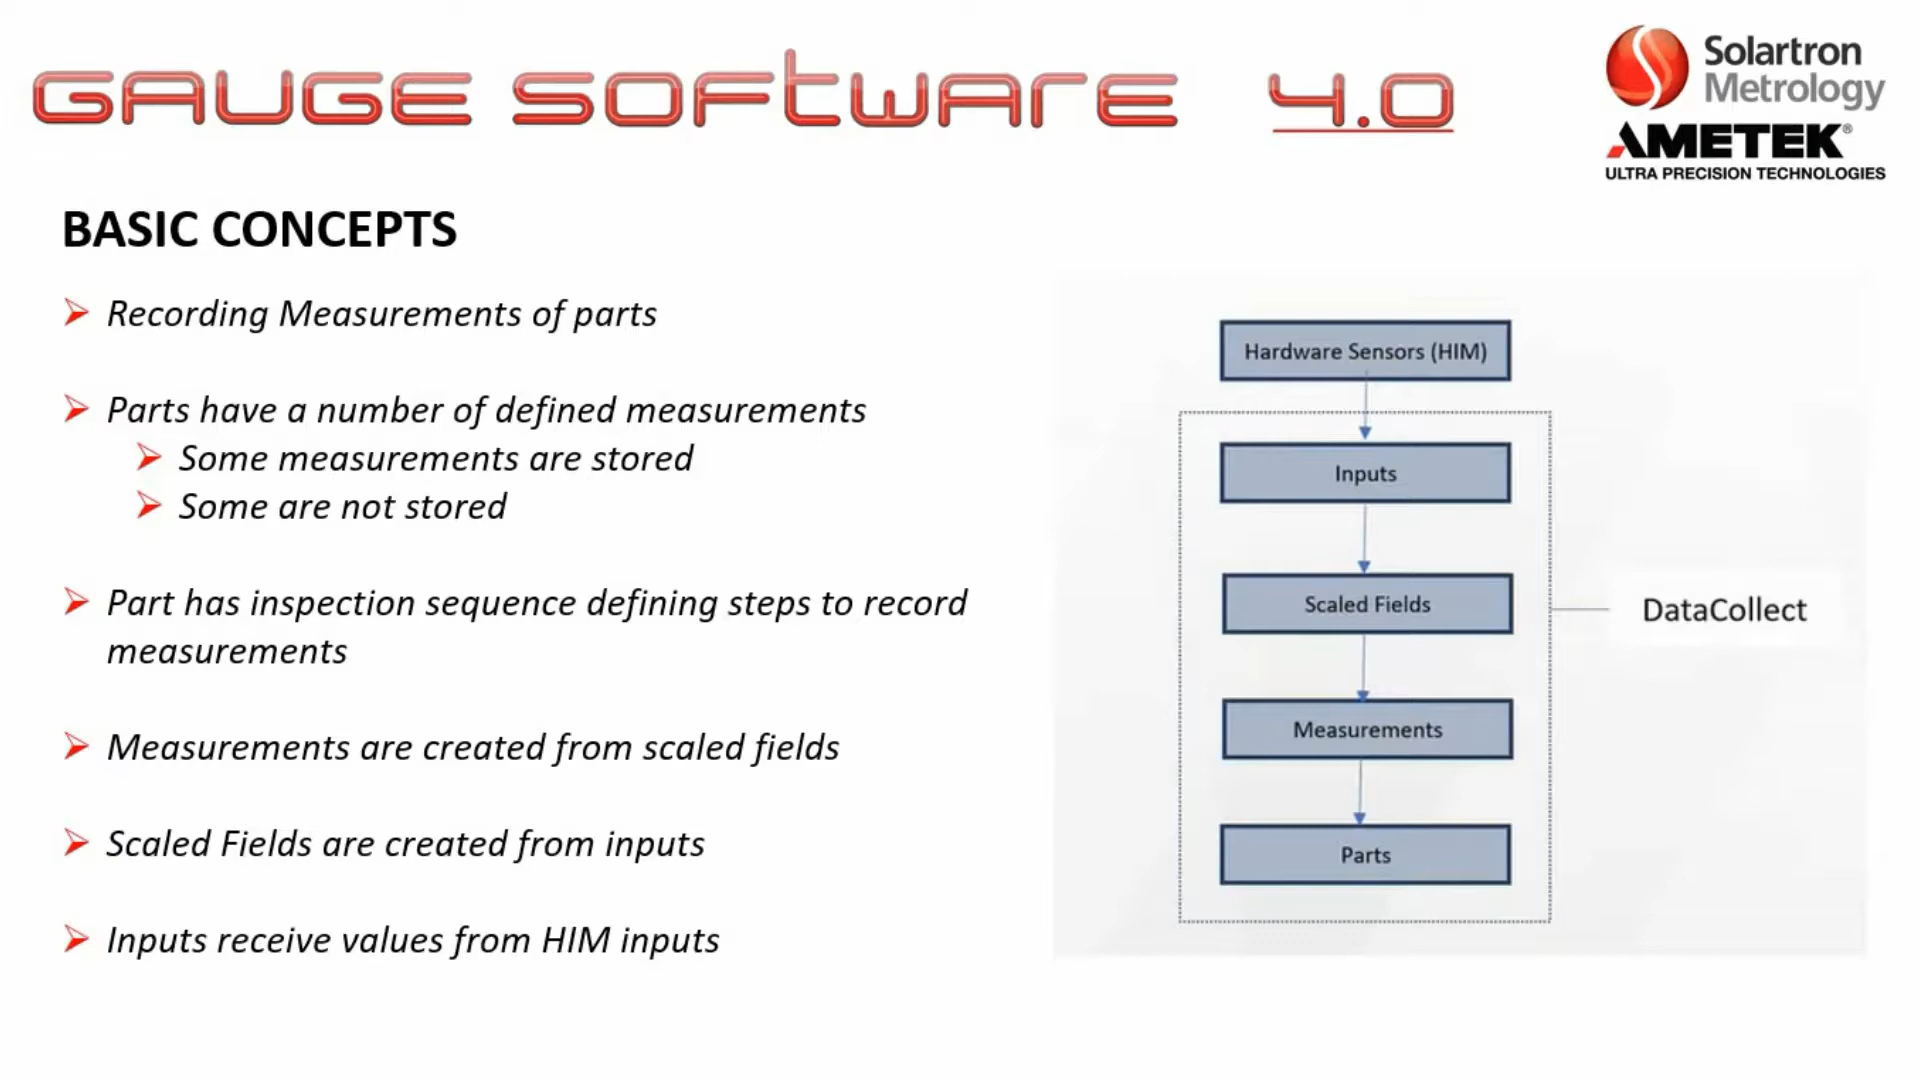 GAUGE SOFTWARE 4.0
Solartron
Metrology
AMETEK®
ULTRA PRECISION TECHNOLOGIES
BASIC CONCEPTS
Recording Measurements of parts
Parts have a number of defined measurements
Some measurements are stored
Some are not stored
Part has inspection sequence defining steps to record
measurements
Measurements are created from scaled fields
Scaled Fields are created from inputs
Inputs receive values from HIM inputs
Hardware Sensors (HIM)
Inputs
Scaled Fields
Measurements
Parts
DataCollect